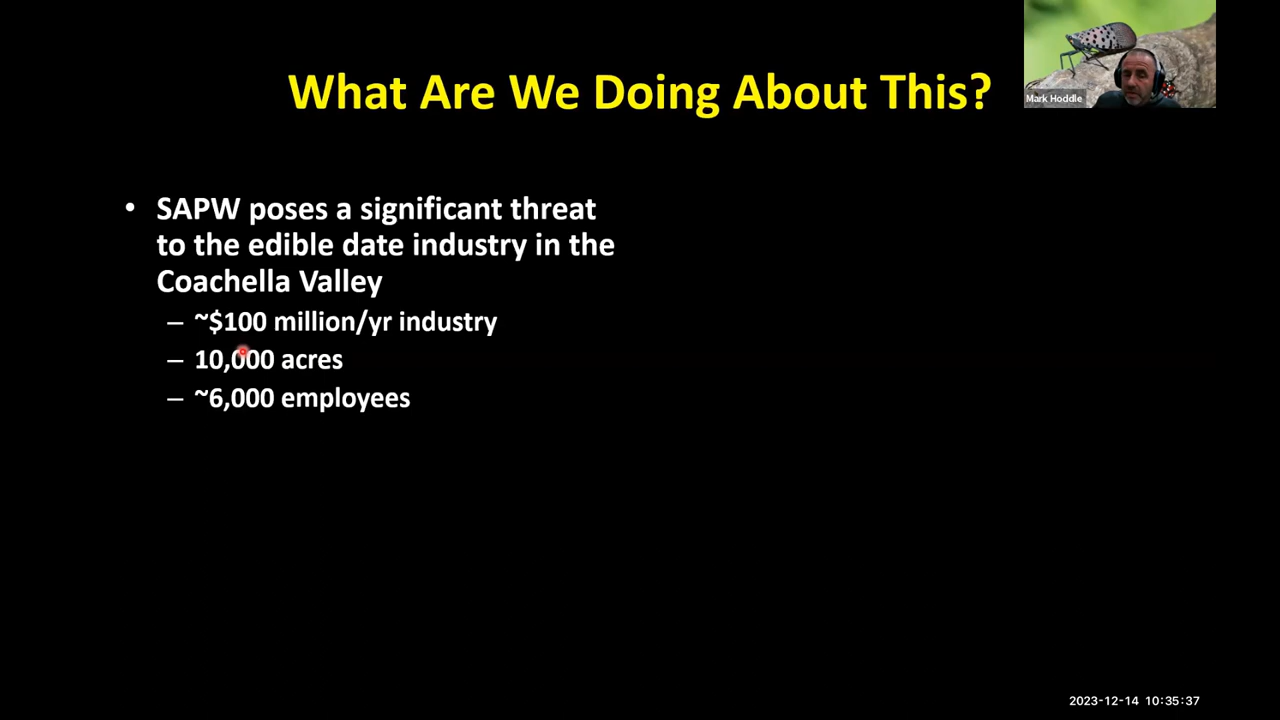 What Are We Doing About This?
Mark Hoddle
• SAPW poses a significant threat
to the edible date industry in the
Coachella Valley
– ~$100 million/yr industry
– 10,000 acres
– ~6,000 employees
2023-12-14 10:35:37